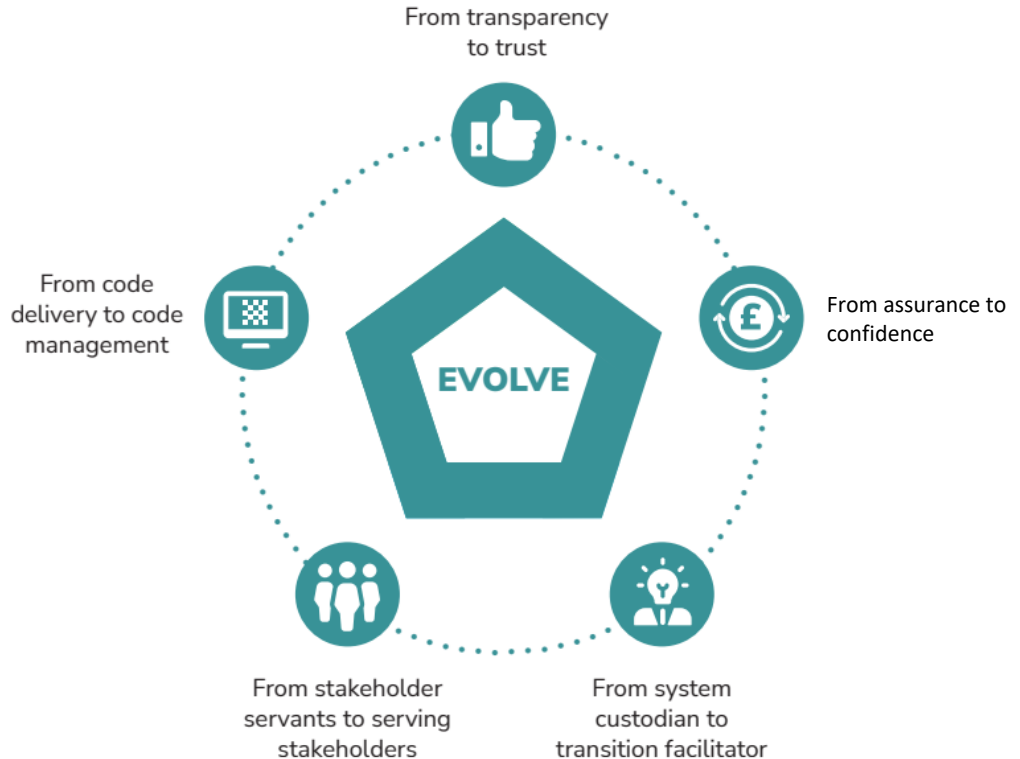 From transparency
to trust
From code
delivery to code
management
£
From assurance to
confidence
EVOLVE
From stakeholder
servants to serving
stakeholders
From system
custodian to
transition facilitator